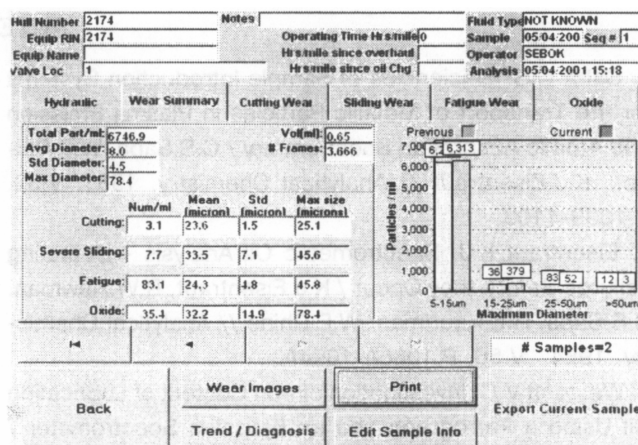 Hull Number 2174 Notes Fluid Type NOT KNOWN
Equip RIN 2174 Operating Time Hrs/mile 0 Sample 05/04/200 Seq # 1
Equip Name Hrs/mile since overhaul Operator SEBOK
Valve Loc 1 Hrs/mile since oil Chg Analysis 05-04-2001 15:18
Hydraulic Wear Summary Cutting Wear Sliding Wear Fatigue Wear Oxide
Total Part/ml: 6746.9 Vol(ml): 0.65 Previous Current
Avg Diameter: 8.0 # Frames: 3.666
Std Diameter: 4.5
Max Diameter: 78.4
Num/ml Mean (micron) Std (micron) Max size (microns)
Cutting: 3.1 23.6 1.5 25.1
Severe Sliding: 7.7 33.5 7.1 45.6
Fatigue: 83.1 24.3 4.8 45.8
Oxide: 35.4 32.2 14.9 78.4
Particles / ml
7,000
6,000
5,000
4,000
3,000
2,000
1,000
0
6,313
36 379 83 52 12 3
5-15um 15-25um 25-50um >50um
Maximum Diameter
# Samples=2
Back Wear Images Print Export Current Sample
Trend / Diagnosis Edit Sample Info